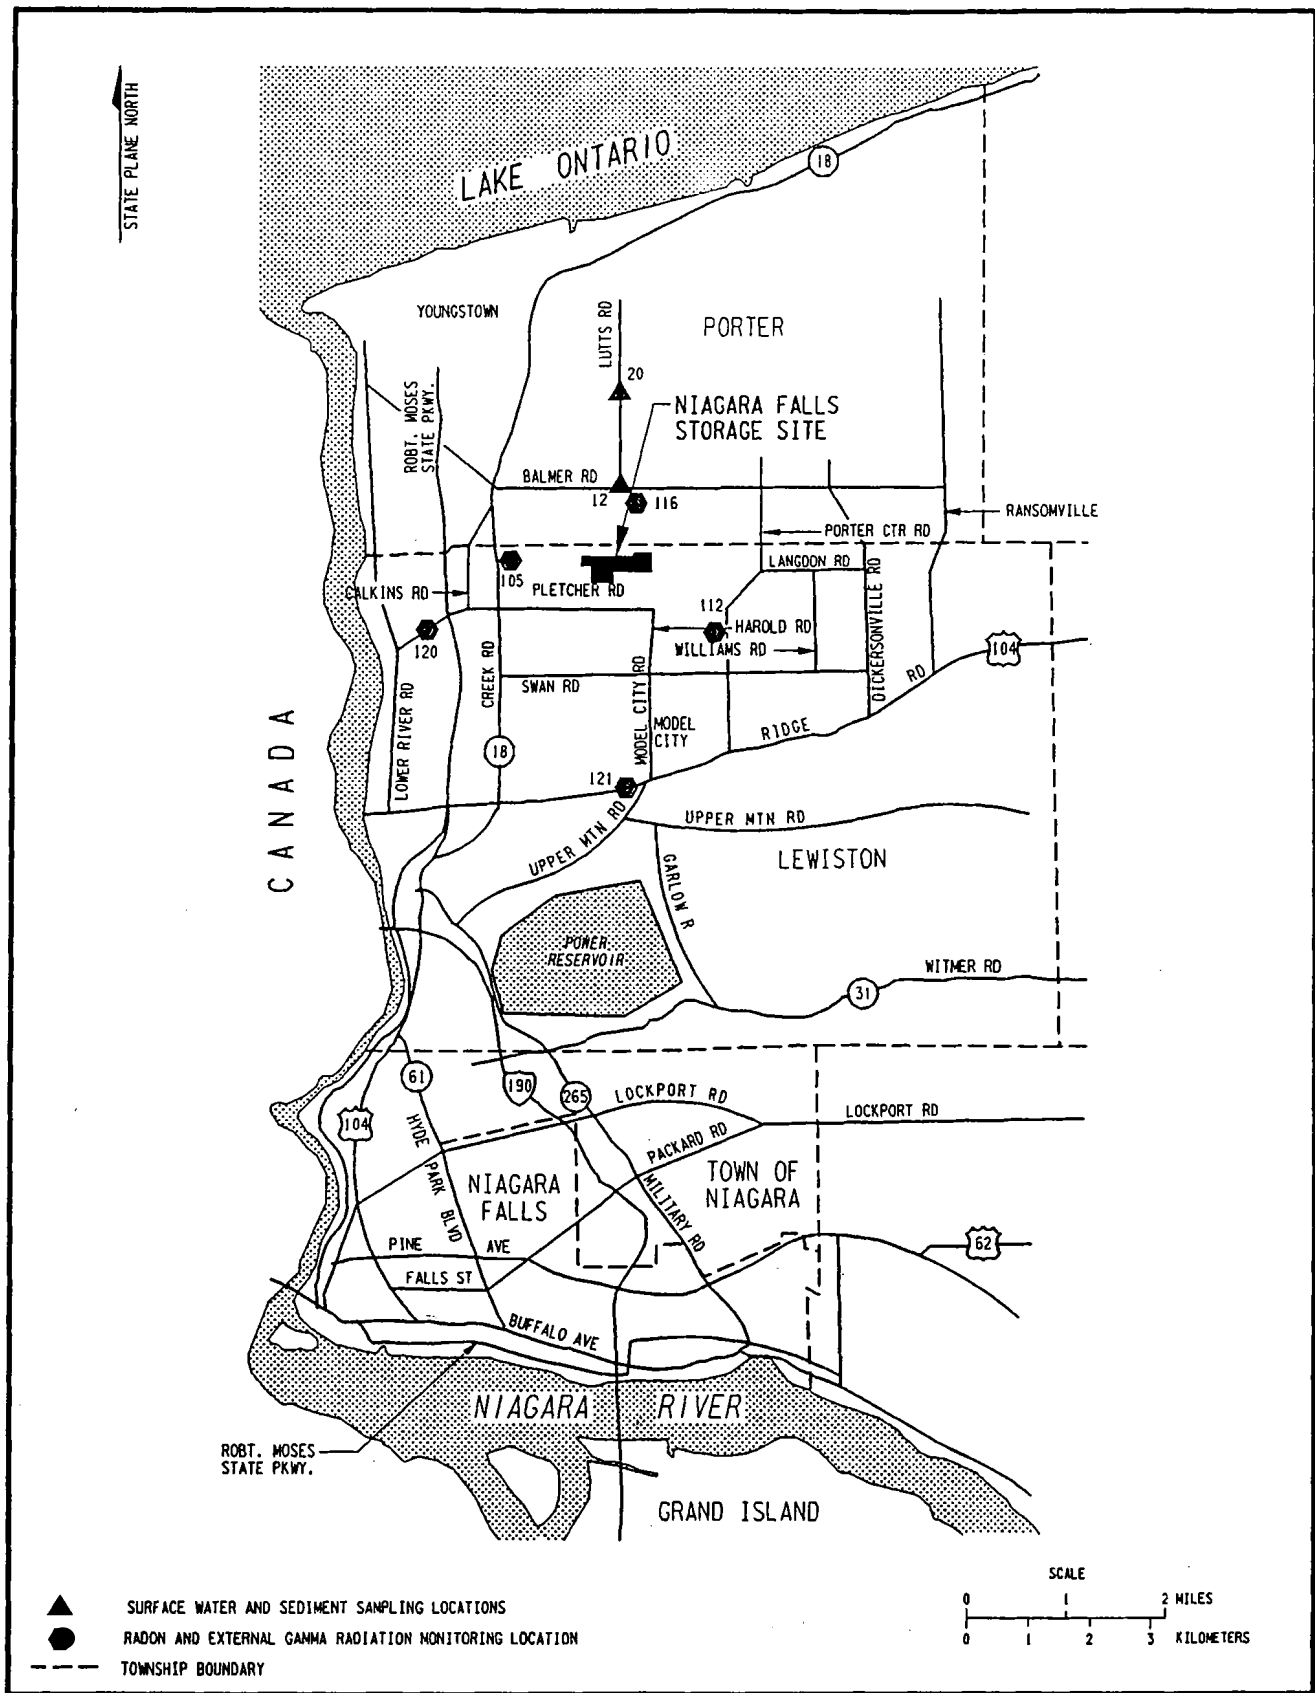 STATE PLANE NORTH
LAKE ONTARIO
18
YOUNGSTOWN
LUTTS RD
PORTER
20
ROBT. MOSES
STATE PKWY.
NIAGARA FALLS
STORAGE SITE
BALMER RD
12
116
RANSOMVILLE
PORTER CTR RD
LANGDON RD
105
PLETCHER RD
CALKINS RD
112
HAROLD RD
WILLIAMS RD
DICKERSONVILLE RD
104
120
CREEK RD
SWAN RD
MODEL CITY RD
MODEL
CITY
RIDGE RD
LOWER RIVER RD
18
CANADA
121
UPPER MTN RD
UPPER MTN RD
LEWISTON
GARLOW R
POWER
RESERVOIR
WITMER RD
31
61
190
265
LOCKPORT RD
LOCKPORT RD
104
HYDE PARK BLVD
PACKARD RD
NIAGARA
FALLS
TOWN OF
NIAGARA
MILITARY RD
62
PINE AVE
FALLS ST
BUFFALO AVE
NIAGARA RIVER
ROBT. MOSES
STATE PKWY.
GRAND ISLAND
SURFACE WATER AND SEDIMENT SAMPLING LOCATIONS
RADON AND EXTERNAL GAMMA RADIATION MONITORING LOCATION
TOWNSHIP BOUNDARY
SCALE
0 1 2 MILES
0 1 2 3 KILOMETERS